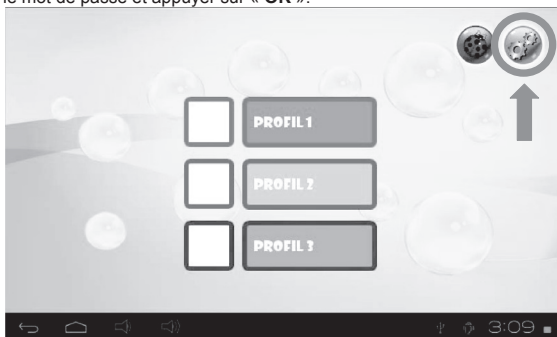 le mot de passe et appuyer sur « OK ».
PROFIL 1
PROFIL 2
PROFIL 3
3:09